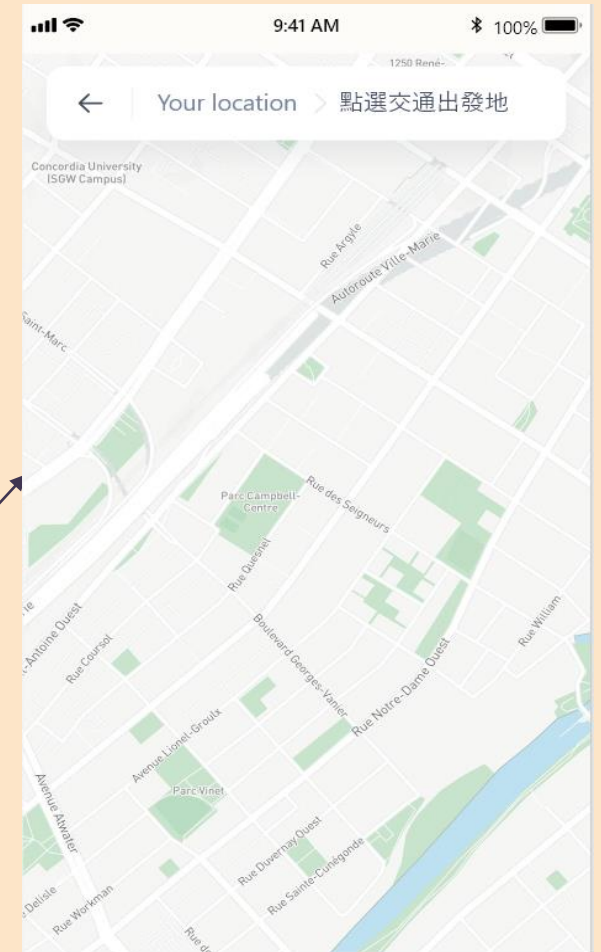 9:41 AM
100%
1250 René-
← Your location > 點選交通出發地
Concordia University
(SGW Campus)
Rue Argyle
Autoroute Ville-Marie
Saint-Marc
Parc Campbell-
Centre
Rue des Seigneurs
Rue Quesnel
-Antoine Ouest
Rue Coursol
Boulevard Georges-Vanier
Rue William
Rue Notre-Dame Ouest
Avenue Lionel-Groulx
Avenue Atwater
Parc Vinet
Rue Duvernay Ouest
Rue Sainte-Cunégonde
Delisle
Rue Workman